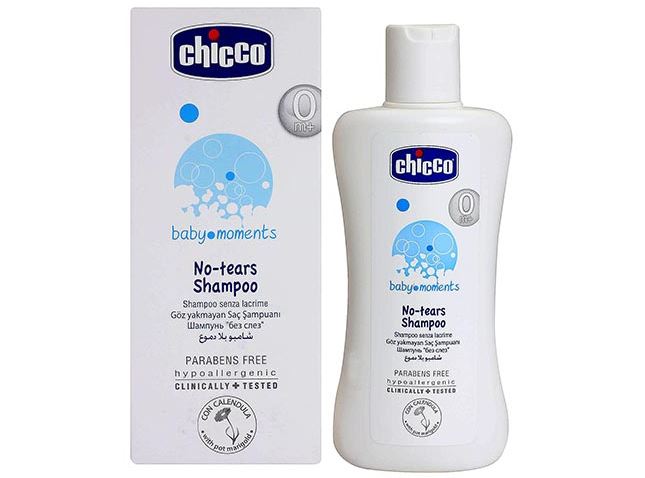 chicco
0
m+
baby moments
No-tears
Shampoo
Shampoo senza lacrime
Göz yakmayan Saç Şampuanı
Шампунь "без слез"
شامبو بلا دموع
PARABENS FREE
hypoallergenic
CLINICALLY + TESTED
CON CALENDULA
with pot marigold
chicco
0
m+
baby moments
No-tears
Shampoo
Shampoo senza lacrime
Göz yakmayan Saç Şampuanı
Шампунь "без слез"
شامبو بلا دموع
PARABENS FREE
hypoallergenic
CLINICALLY + TESTED
CON CALENDULA
with pot marigold